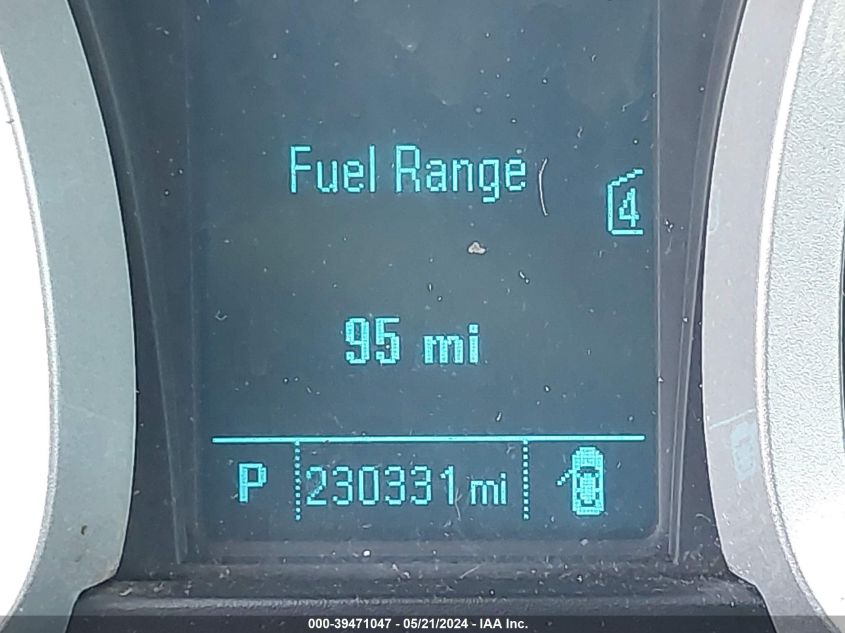 Fuel Range
4
95 mi
P 230331 mi
000-39471047 - 05/21/2024 - IAA Inc.